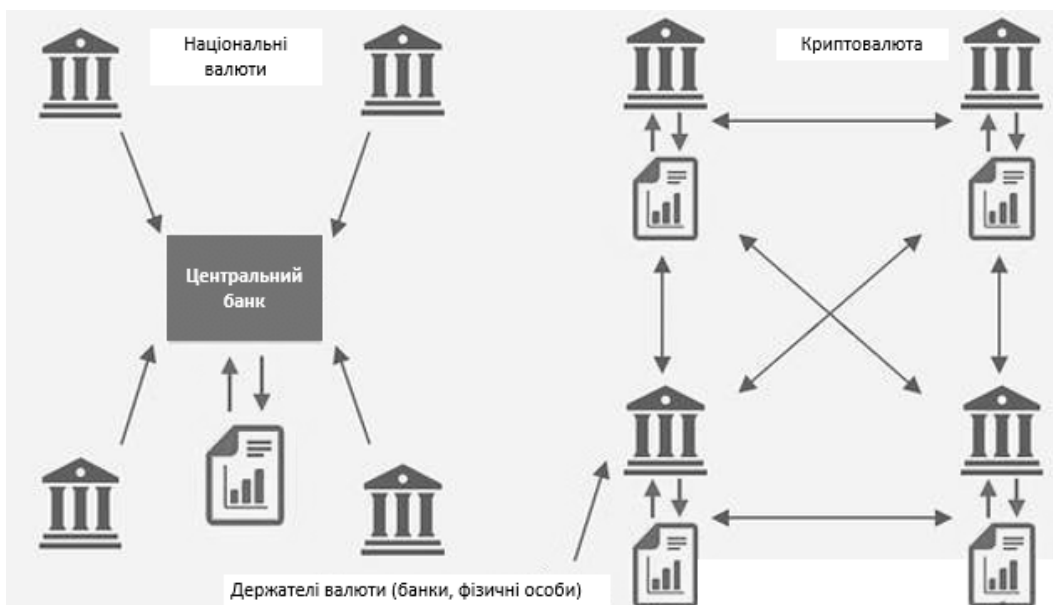 Національні
валюти
Криптовалюта
Центральний
банк
Держателі валюти (банки, фізичні особи)